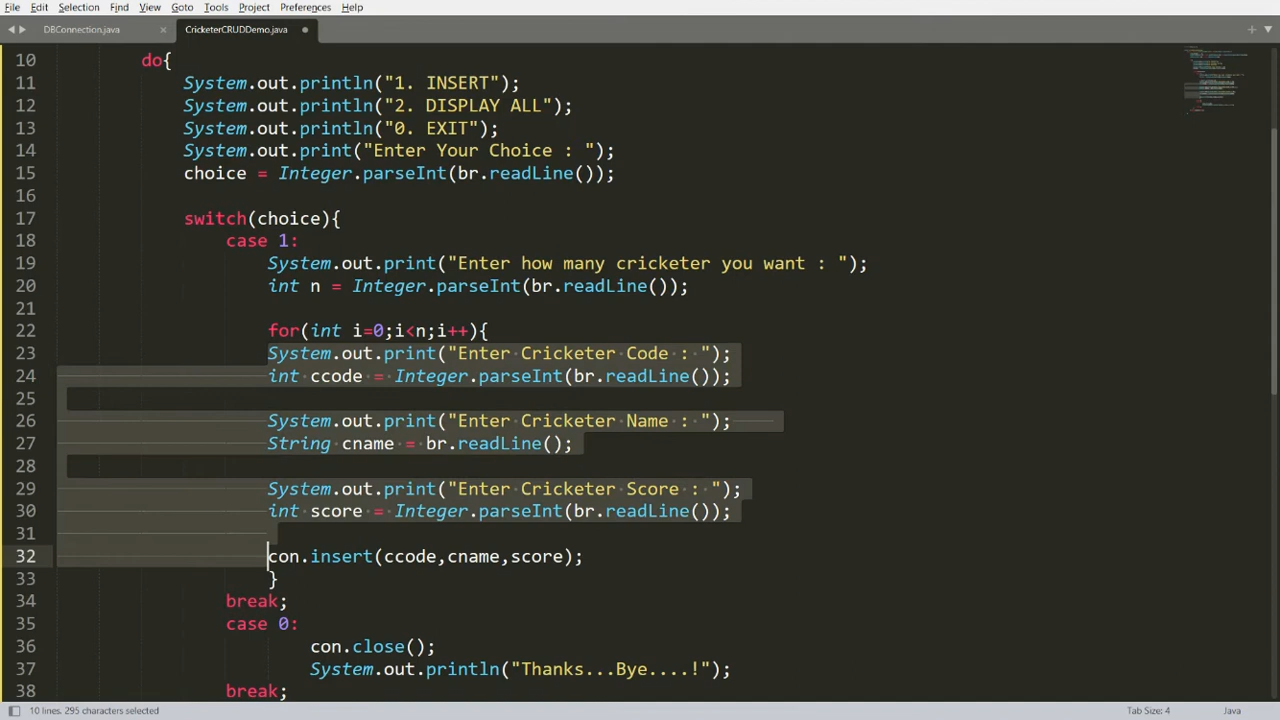 File Edit Selection Find View Goto Tools Project Preferences Help
DBConnection.java CricketerCRUDDemo.java
10 do{
11 System.out.println("1. INSERT");
12 System.out.println("2. DISPLAY ALL");
13 System.out.println("0. EXIT");
14 System.out.print("Enter Your Choice : ");
15 choice = Integer.parseInt(br.readLine());
16
17 switch(choice){
18 case 1:
19 System.out.print("Enter how many cricketer you want : ");
20 int n = Integer.parseInt(br.readLine());
21
22 for(int i=0;i<n;i++){
23 System.out.print("Enter Cricketer Code : ");
24 int ccode = Integer.parseInt(br.readLine());
25
26 System.out.print("Enter Cricketer Name : ");
27 String cname = br.readLine();
28
29 System.out.print("Enter Cricketer Score : ");
30 int score = Integer.parseInt(br.readLine());
31
32 con.insert(ccode,cname,score);
33 }
34 break;
35 case 0:
36 con.close();
37 System.out.println("Thanks...Bye....!");
38 break;
10 lines, 295 characters selected Tab Size: 4 Java